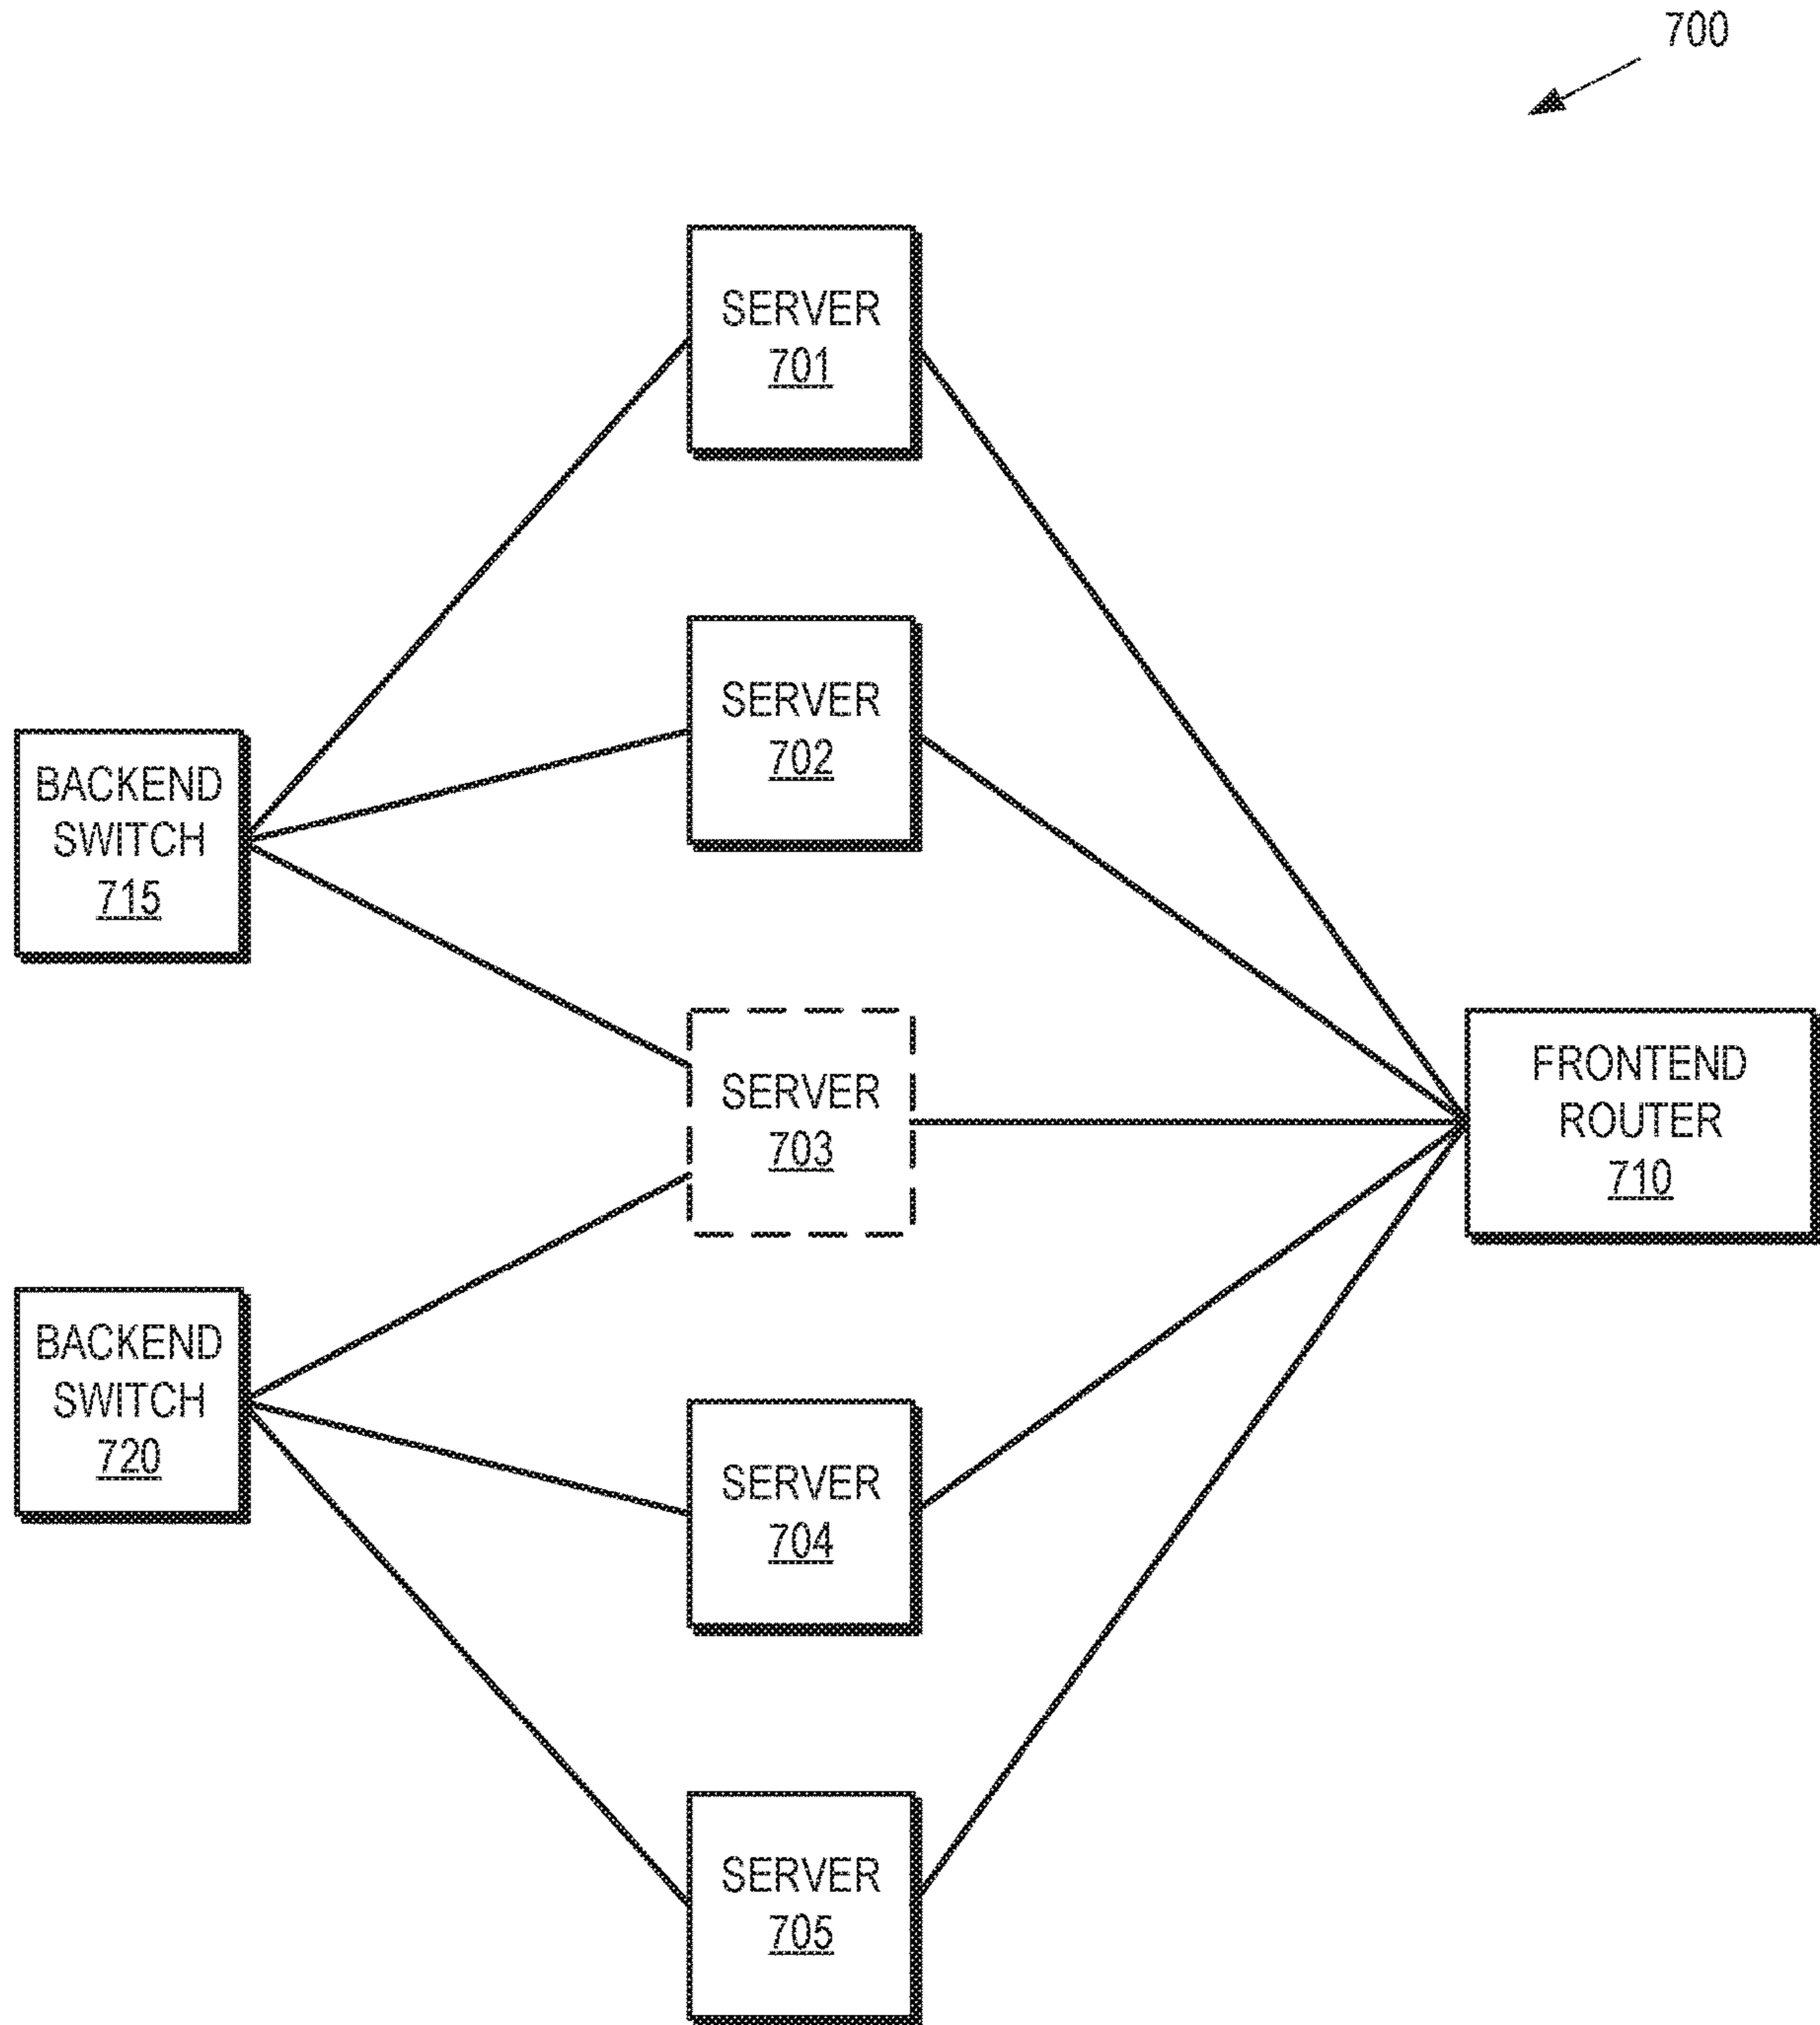 700
SERVER
701
SERVER
702
BACKEND
SWITCH
715
SERVER
703
FRONTEND
ROUTER
710
BACKEND
SWITCH
720
SERVER
704
SERVER
705